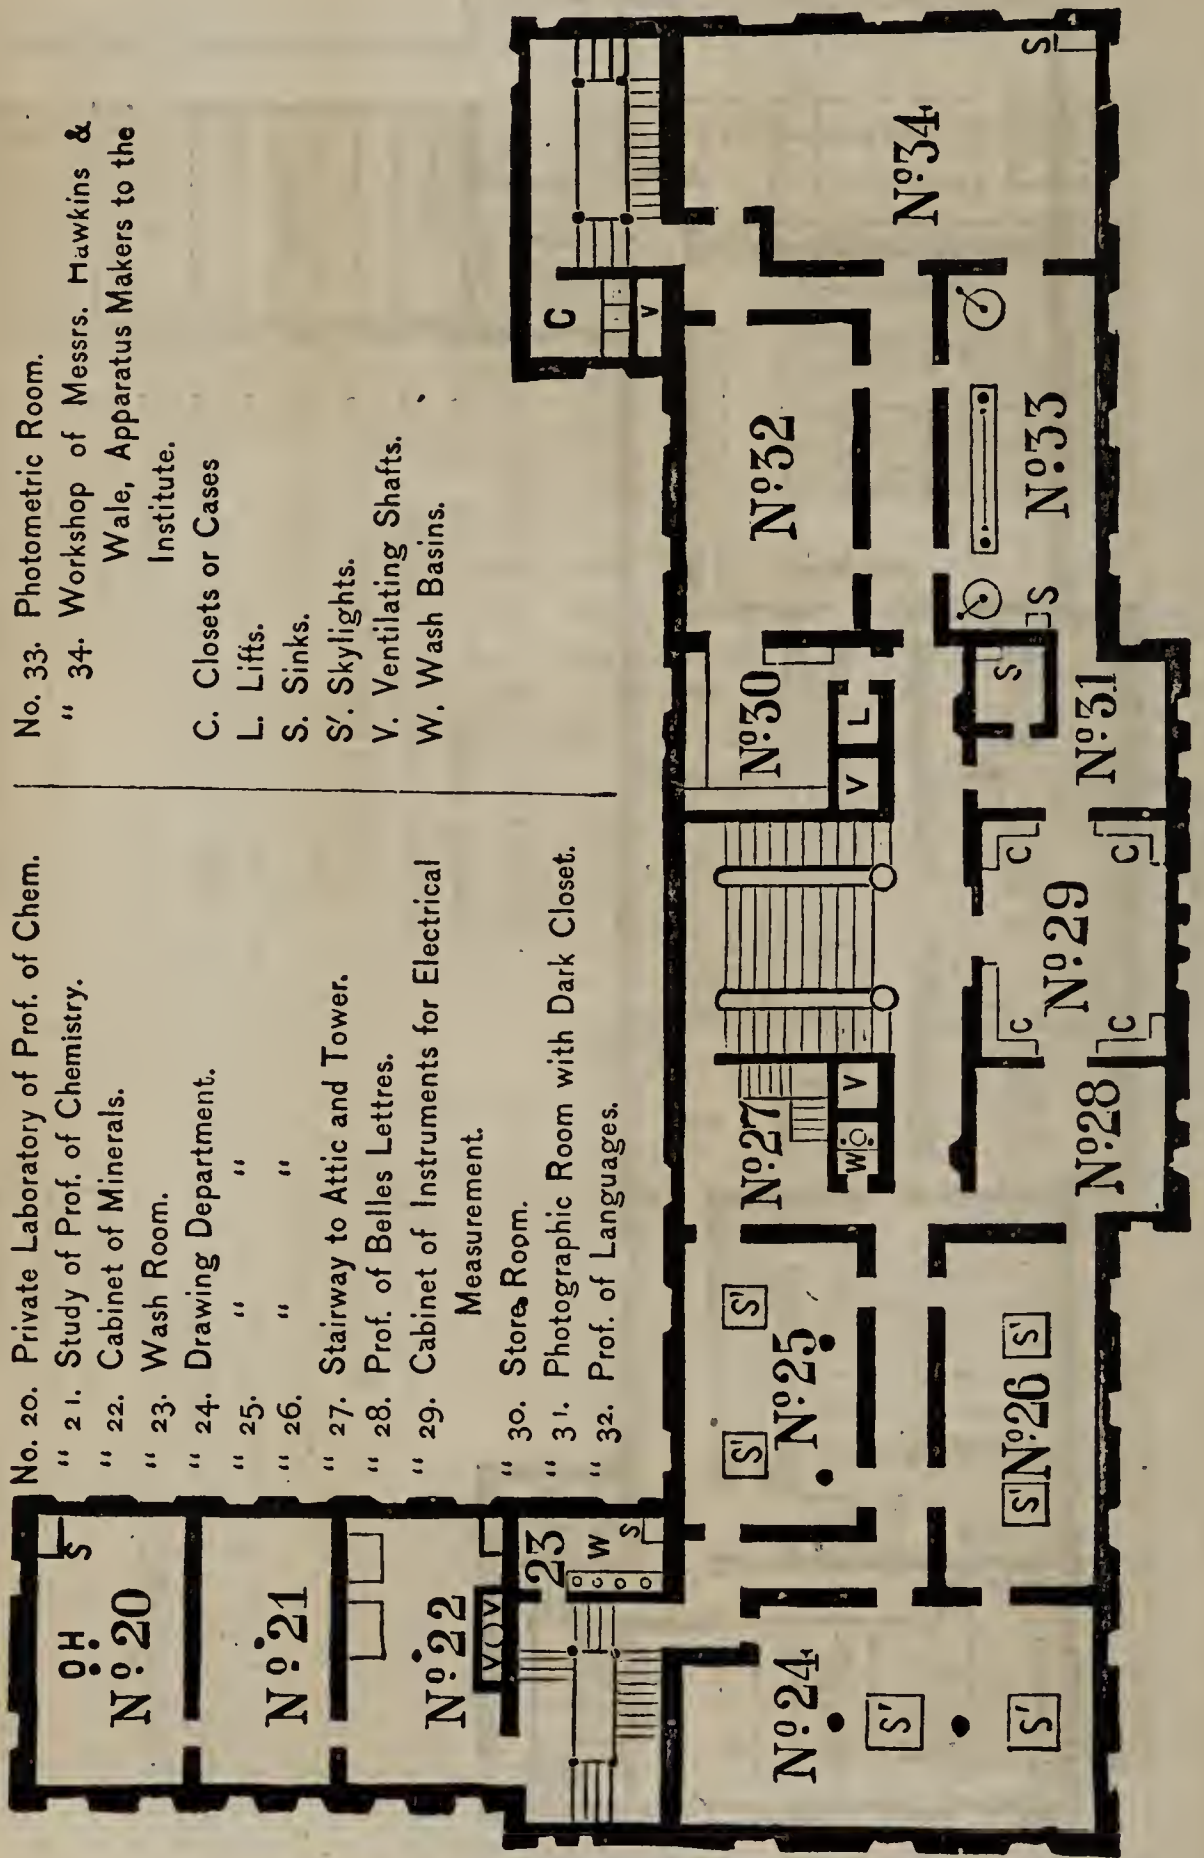 No. 20. Private Laboratory of Prof. of Chem.
" 21. Study of Prof. of Chemistry.
" 22. Cabinet of Minerals.
" 23. Wash Room.
" 24. Drawing Department.
" 25. " "
" 26. " "
" 27. Stairway to Attic and Tower.
" 28. Prof. of Belles Lettres.
" 29. Cabinet of Instruments for Electrical
Measurement.
" 30. Store Room.
" 31. Photographic Room with Dark Closet.
" 32. Prof. of Languages.
No. 33. Photometric Room.
" 34. Workshop of Messrs. Hawkins &
Wale, Apparatus Makers to the
Institute.
C. Closets or Cases
L. Lifts.
S. Sinks.
S'. Skylights.
V. Ventilating Shafts.
W. Wash Basins.
S
O H
No. 20
No. 21
No. 22
V V
23
W
S
No. 24
S'
S'
S'
S'
No. 25
S'
No. 26
S'
No. 27
W
V
No. 28
C
C
No. 29
C
C
No. 30
V
L
No. 31
S
No. 32
S
No. 33
C
V
No. 34
S